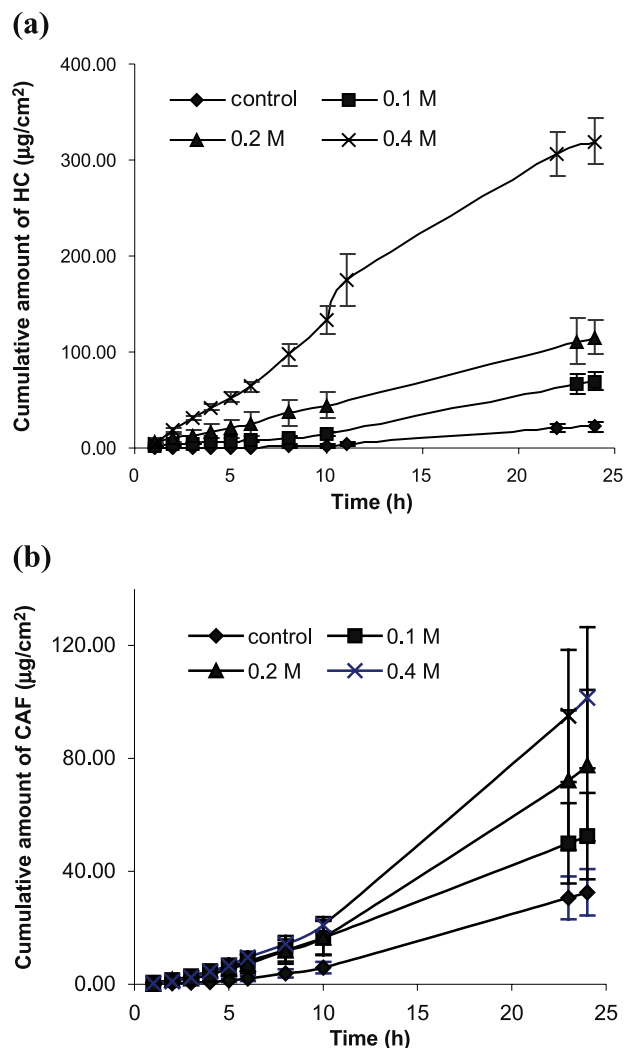 (a)
400.00
300.00
200.00
100.00
0.00
Cumulative amount of HC (µg/cm²)
control
0.1 M
0.2 M
0.4 M
0 5 10 15 20 25
Time (h)
(b)
120.00
80.00
40.00
0.00
Cumulative amount of CAF (µg/cm²)
control
0.1 M
0.2 M
0.4 M
0 5 10 15 20 25
Time (h)